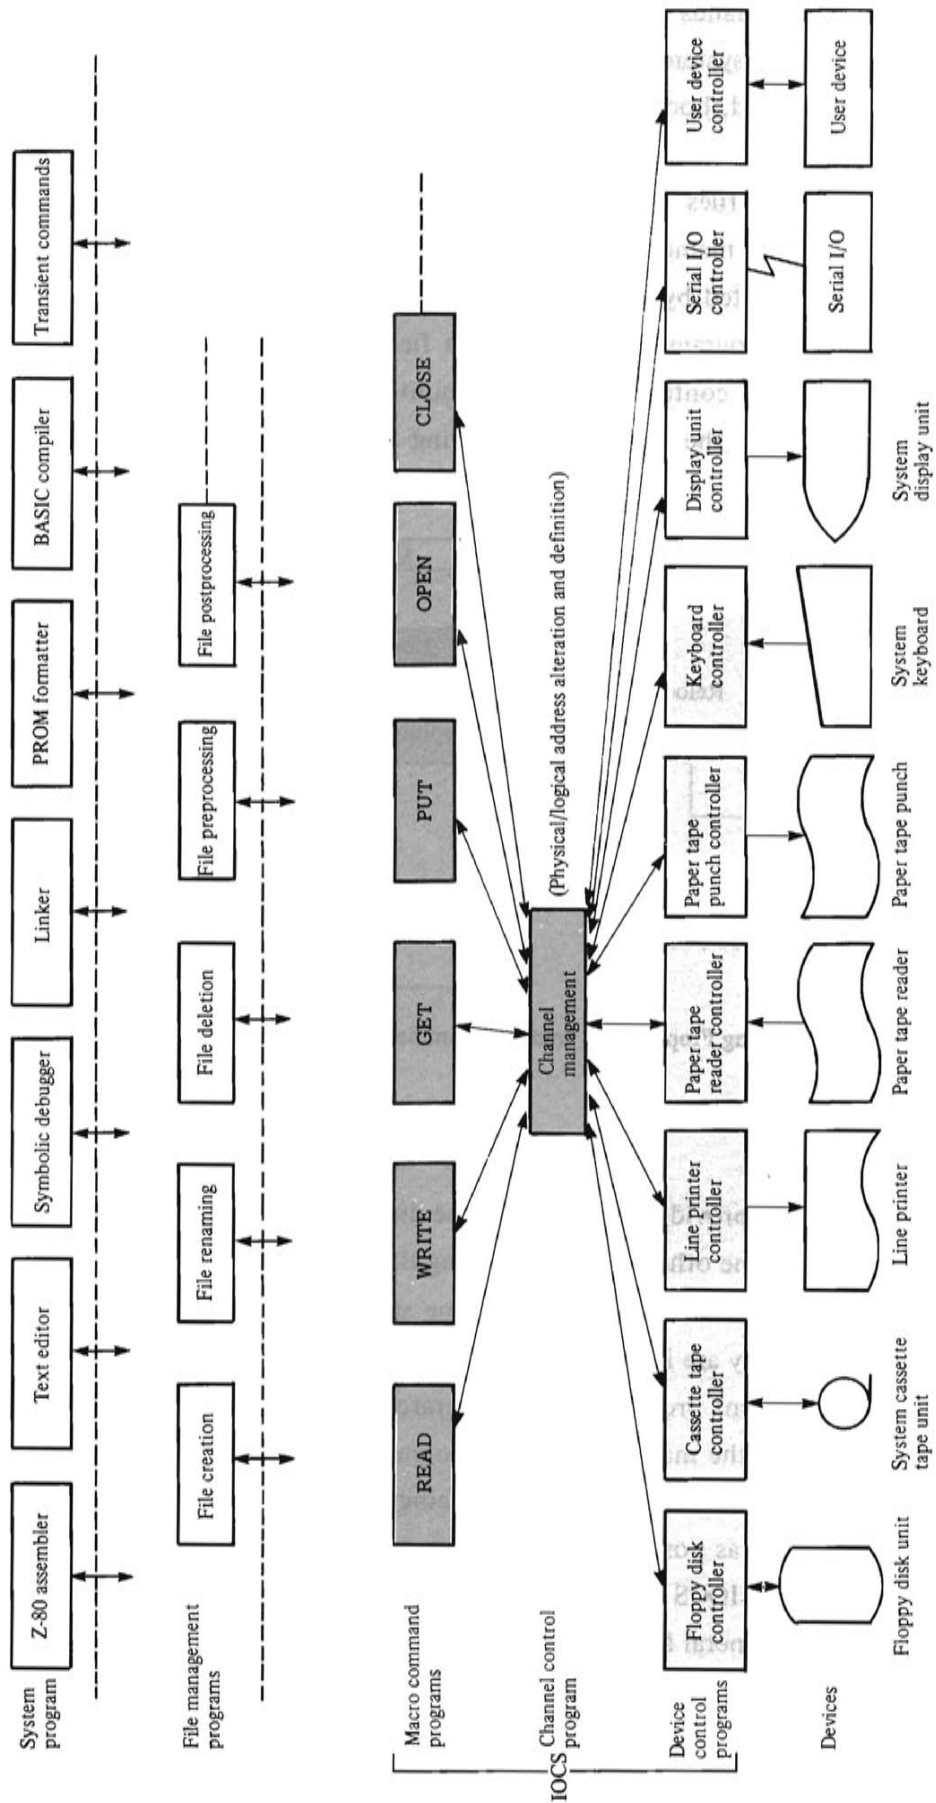 System
program
Z-80 assembler
Text editor
Symbolic debugger
Linker
PROM formatter
BASIC compiler
Transient commands
File management
programs
File creation
File renaming
File deletion
File preprocessing
File postprocessing
IOCS
Macro command
programs
READ
WRITE
GET
PUT
OPEN
CLOSE
Channel control
program
Channel
management
(Physical/logical address alteration and definition)
Device
control
programs
Floppy disk
controller
Cassette tape
controller
Line printer
controller
Paper tape
reader controller
Paper tape
punch controller
Keyboard
controller
Display unit
controller
Serial I/O
controller
User device
controller
Devices
Floppy disk unit
System cassette
tape unit
Line printer
Paper tape reader
Paper tape punch
System
keyboard
System
display unit
Serial I/O
User device